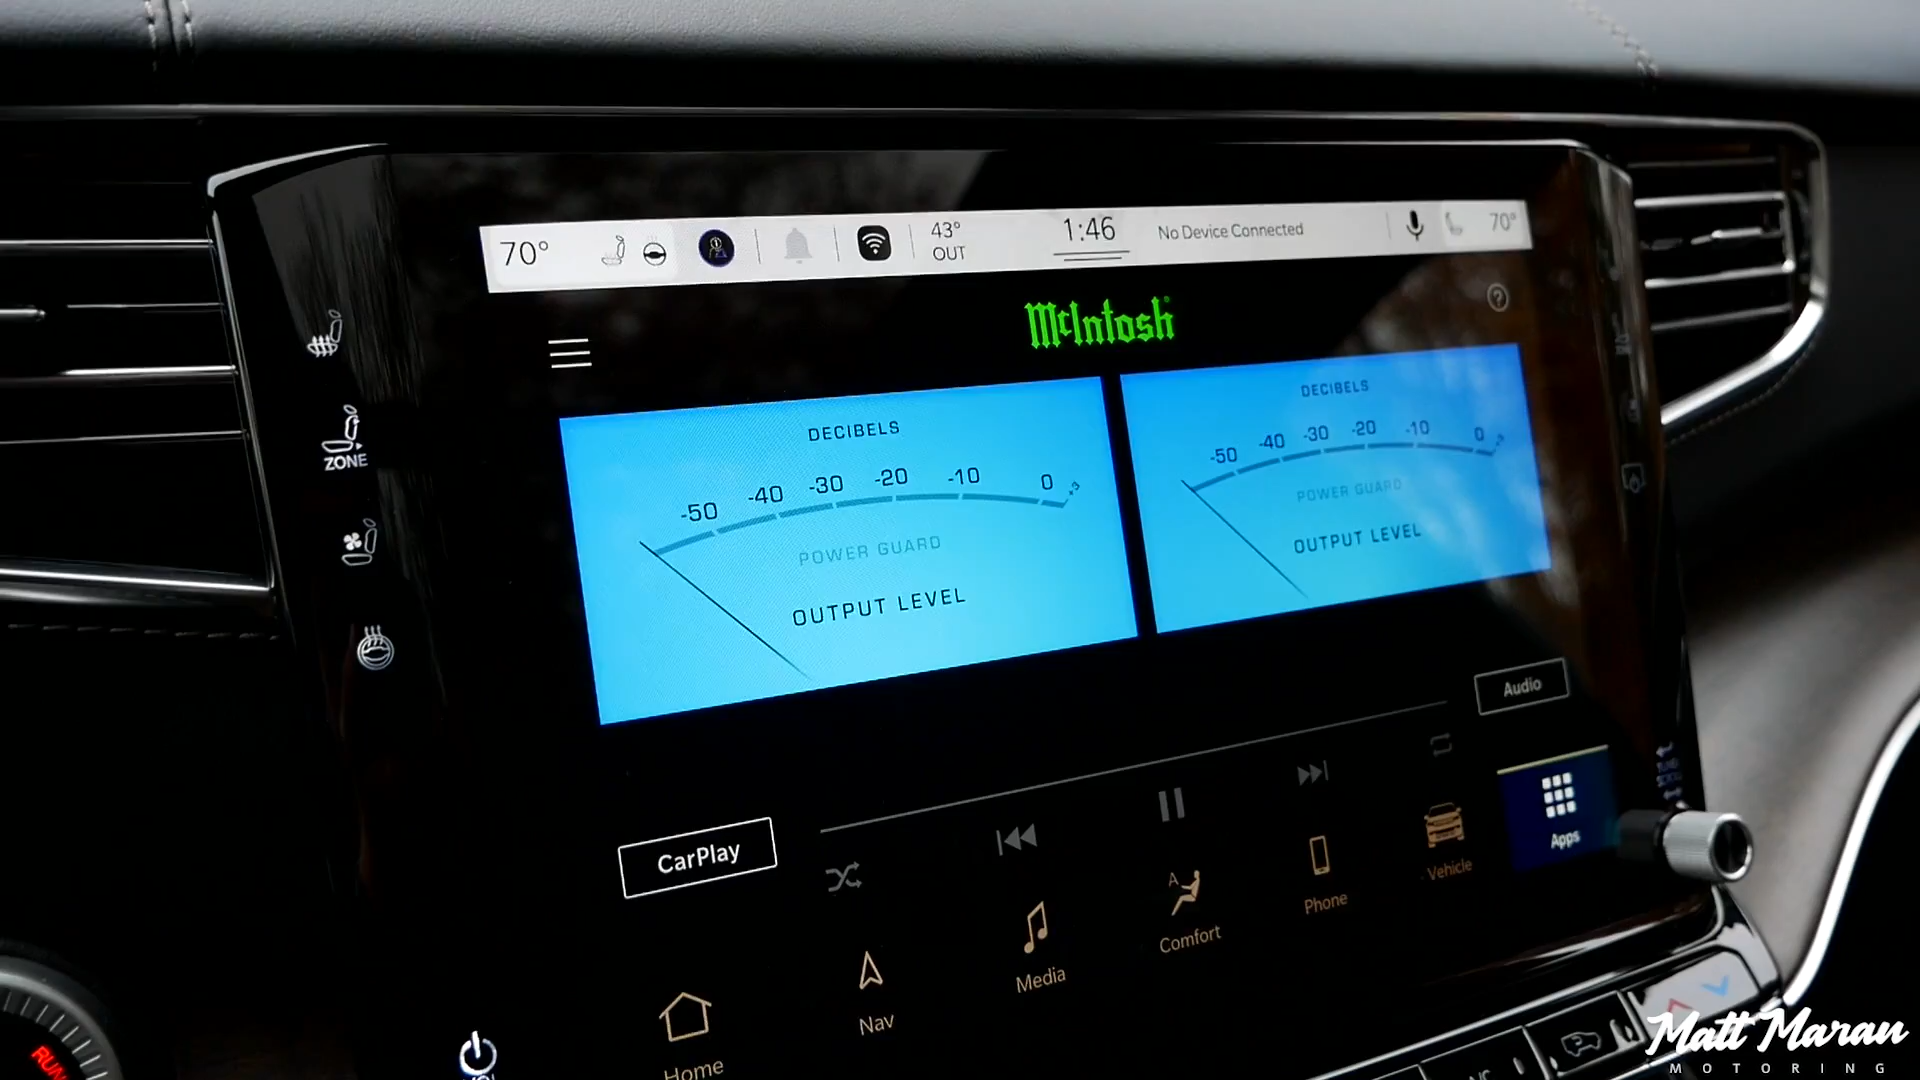 70°
43°
OUT
1:46
No Device Connected
70°
McIntosh
?
DECIBELS
-50 -40 -30 -20 -10 0 +3
POWER GUARD
OUTPUT LEVEL
DECIBELS
-50 -40 -30 -20 -10 0
POWER GUARD
OUTPUT LEVEL
ZONE
Audio
CarPlay
Home
Nav
Media
A
Comfort
Phone
Vehicle
Apps
RUN
Matt Maran
MOTORING